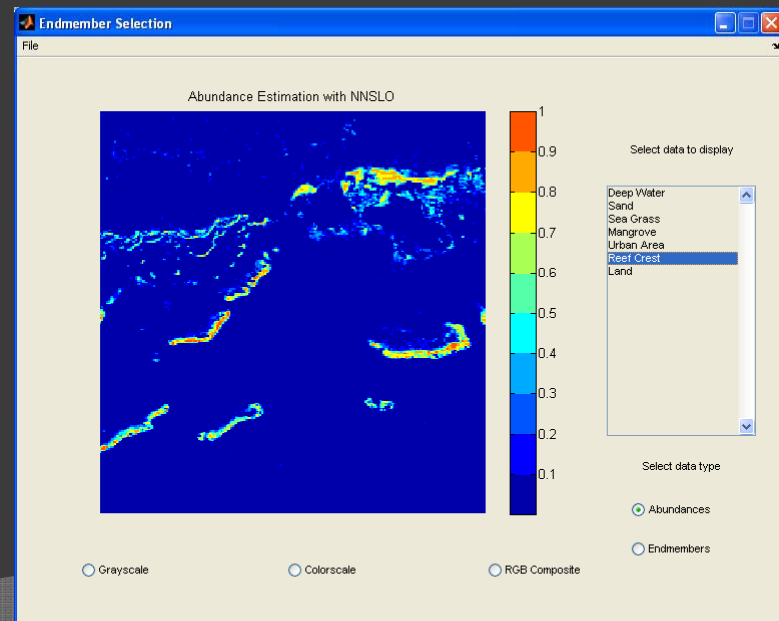 Endmember Selection
File
Abundance Estimation with NNSLO
1
0.9
0.8
0.7
0.6
0.5
0.4
0.3
0.2
0.1
Select data to display
Deep Water
Sand
Sea Grass
Mangrove
Urban Area
Reef Crest
Land
Select data type
Abundances
Endmembers
Grayscale
Colorscale
RGB Composite